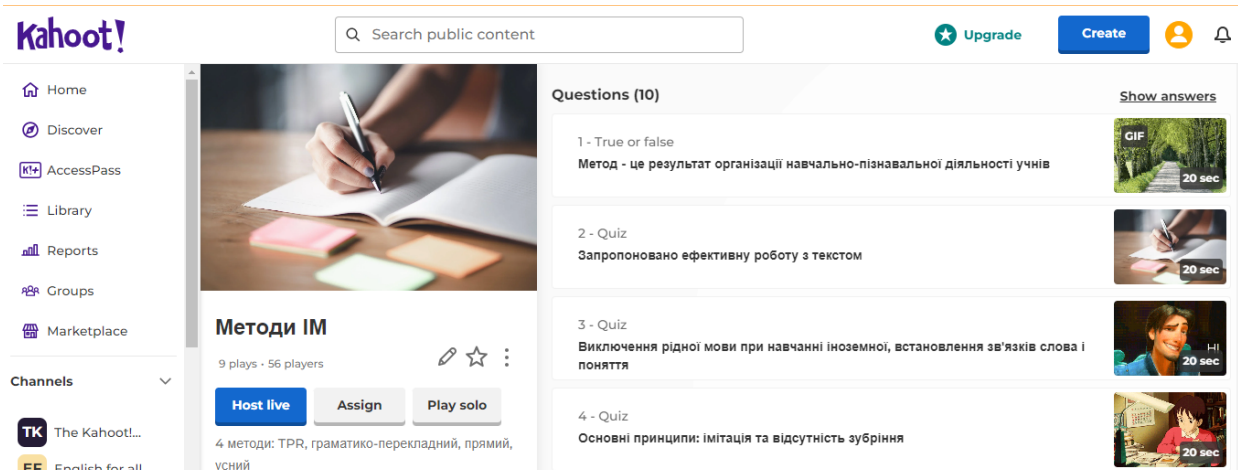 Kahoot!
Search public content
Upgrade
Create
Home
Discover
K!+ AccessPass
Library
Reports
Groups
Marketplace
Channels
TK The Kahoot!...
EF English for all
Методи ІМ
9 plays · 56 players
Host live
Assign
Play solo
4 методи: TPR, граматико-перекладний, прямий,
усний
Questions (10)
Show answers
1 - True or false
Метод - це результат організації навчально-пізнавальної діяльності учнів
GIF
20 sec
2 - Quiz
Запропоновано ефективну роботу з текстом
20 sec
3 - Quiz
Виключення рідної мови при навчанні іноземної, встановлення зв'язків слова і
поняття
HI
20 sec
4 - Quiz
Основні принципи: імітація та відсутність зубріння
20 sec